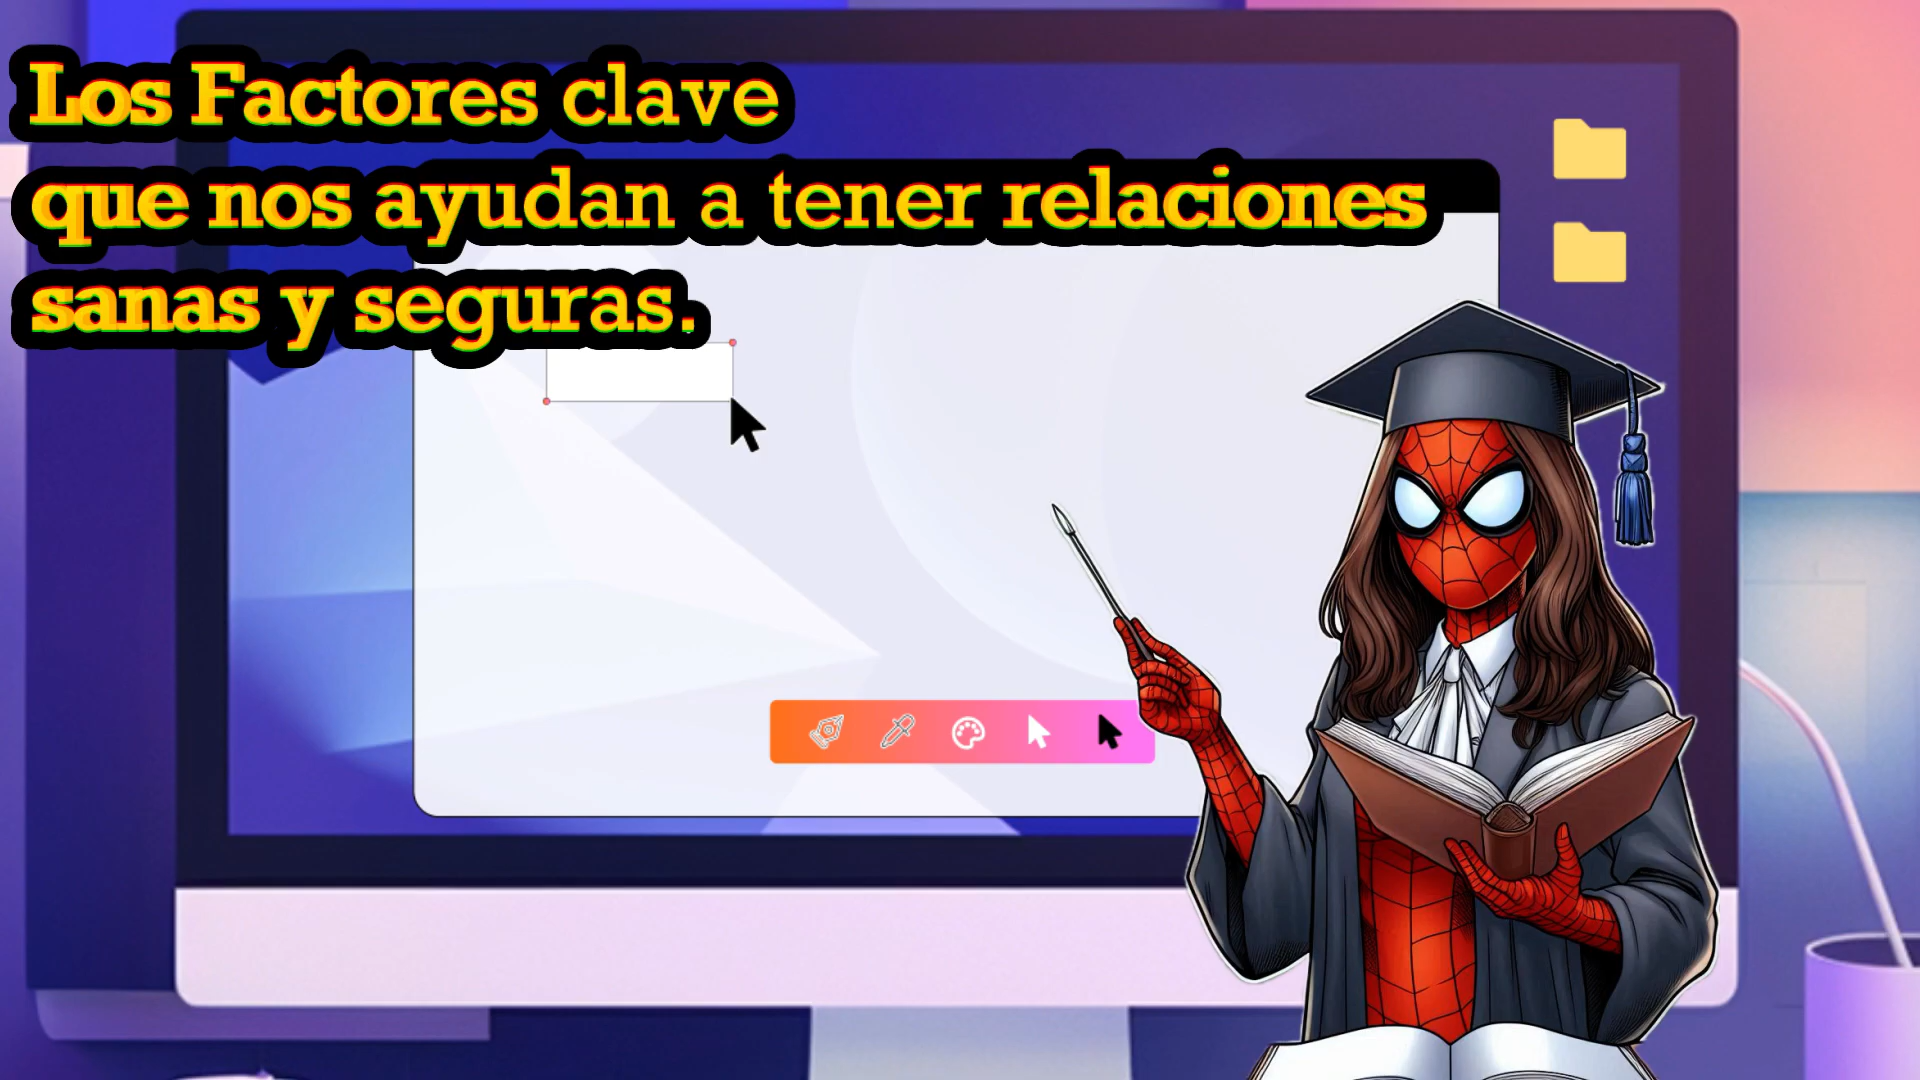 Los Factores clave
que nos ayudan a tener relaciones
sanas y seguras.